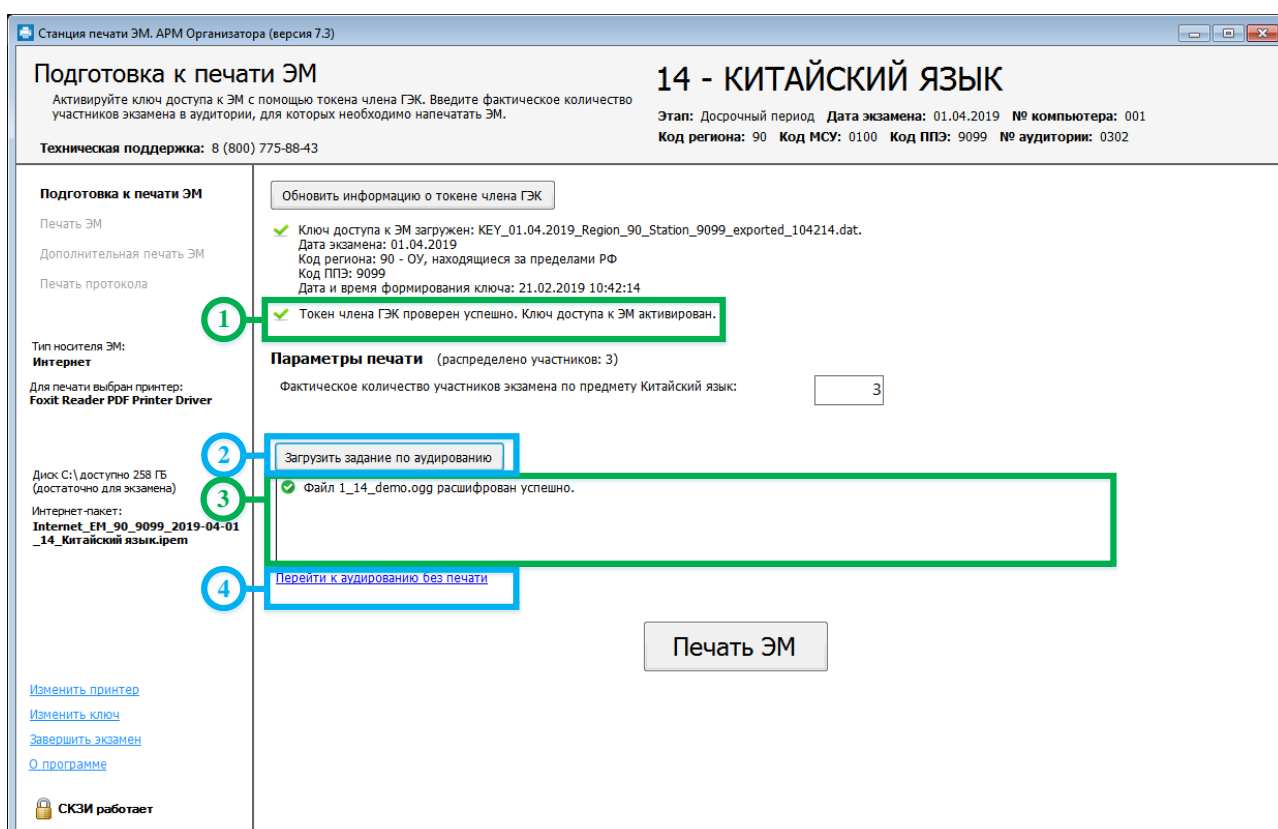 Станция печати ЭМ. АРМ Организатора (версия 7.3)
Подготовка к печати ЭМ
Активируйте ключ доступа к ЭМ с помощью токена члена ГЭК. Введите фактическое количество
участников экзамена в аудитории, для которых необходимо напечатать ЭМ.
Техническая поддержка: 8 (800) 775-88-43
14 - КИТАЙСКИЙ ЯЗЫК
Этап: Досрочный период Дата экзамена: 01.04.2019 № компьютера: 001
Код региона: 90 Код МСУ: 0100 Код ППЭ: 9099 № аудитории: 0302
Подготовка к печати ЭМ
Печать ЭМ
Дополнительная печать ЭМ
Печать протокола
Тип носителя ЭМ:
Интернет
Для печати выбран принтер:
Foxit Reader PDF Printer Driver
Диск C:\ доступно 258 ГБ
(достаточно для экзамена)
Интернет-пакет:
Internet_EM_90_9099_2019-04-01
_14_Китайский язык.ipem
Изменить принтер
Изменить ключ
Завершить экзамен
О программе
СКЗИ работает
Обновить информацию о токене члена ГЭК
Ключ доступа к ЭМ загружен: KEY_01.04.2019_Region_90_Station_9099_exported_104214.dat.
Дата экзамена: 01.04.2019
Код региона: 90 - ОУ, находящиеся за пределами РФ
Код ППЭ: 9099
Дата и время формирования ключа: 21.02.2019 10:42:14
1
Токен члена ГЭК проверен успешно. Ключ доступа к ЭМ активирован.
Параметры печати (распределено участников: 3)
Фактическое количество участников экзамена по предмету Китайский язык: 3
2
Загрузить задание по аудированию
3
Файл 1_14_demo.ogg расшифрован успешно.
4
Перейти к аудированию без печати
Печать ЭМ